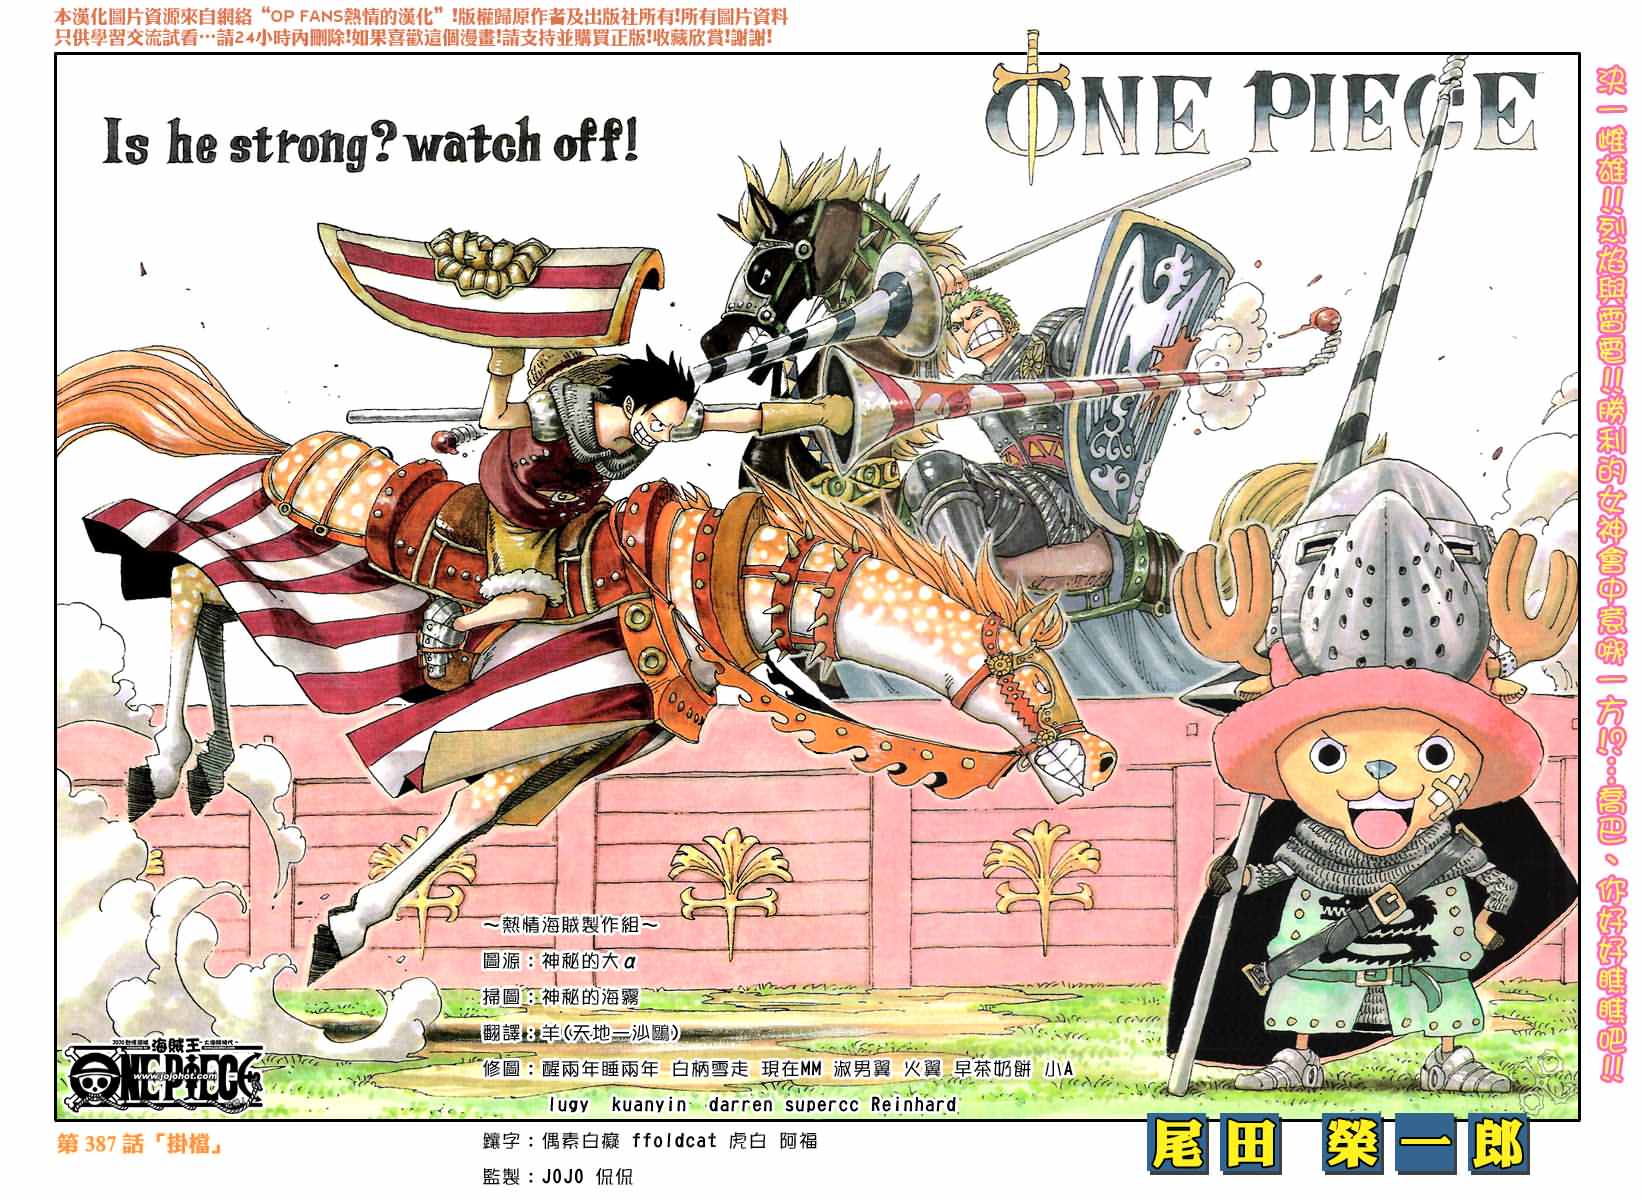 本漢化圖片資源來自網絡“OP FANS熱情的漢化”!版權歸原作者及出版社所有!所有圖片資料
只供學習交流試看…請24小時內刪除!如果喜歡這個漫畫!請支持並購買正版!收藏欣賞!謝謝!
ONE PIECE
Is he strong? watch off!
決一雌雄!!烈焰與雷電!!勝利的女神會中意哪一方!?…喬巴、你好好瞧瞧吧!!
～熱情海賊製作組～
圖源：神秘的大α
掃圖：神秘的海霧
翻譯：羊(天地一沙鷗)
修圖：醒兩年睡兩年 白柄雪走 現在MM 淑男翼 火翼 早茶奶餅 小A
lugy kuanyin darren supercc Reinhard
鑲字：偶素白癡 ffoldcat 虎白 阿福
監製：JOJO 侃侃
海賊王
ONE PIECE
www.jojohot.com
第 387 話「掛檔」
尾田 榮一郎